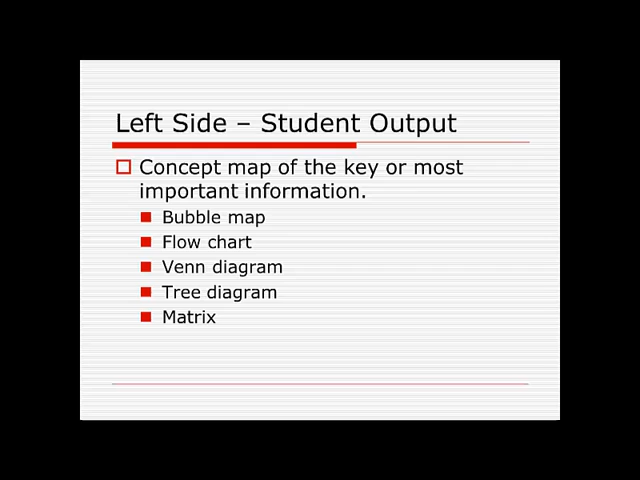 Left Side – Student Output
Concept map of the key or most
important information.
Bubble map
Flow chart
Venn diagram
Tree diagram
Matrix